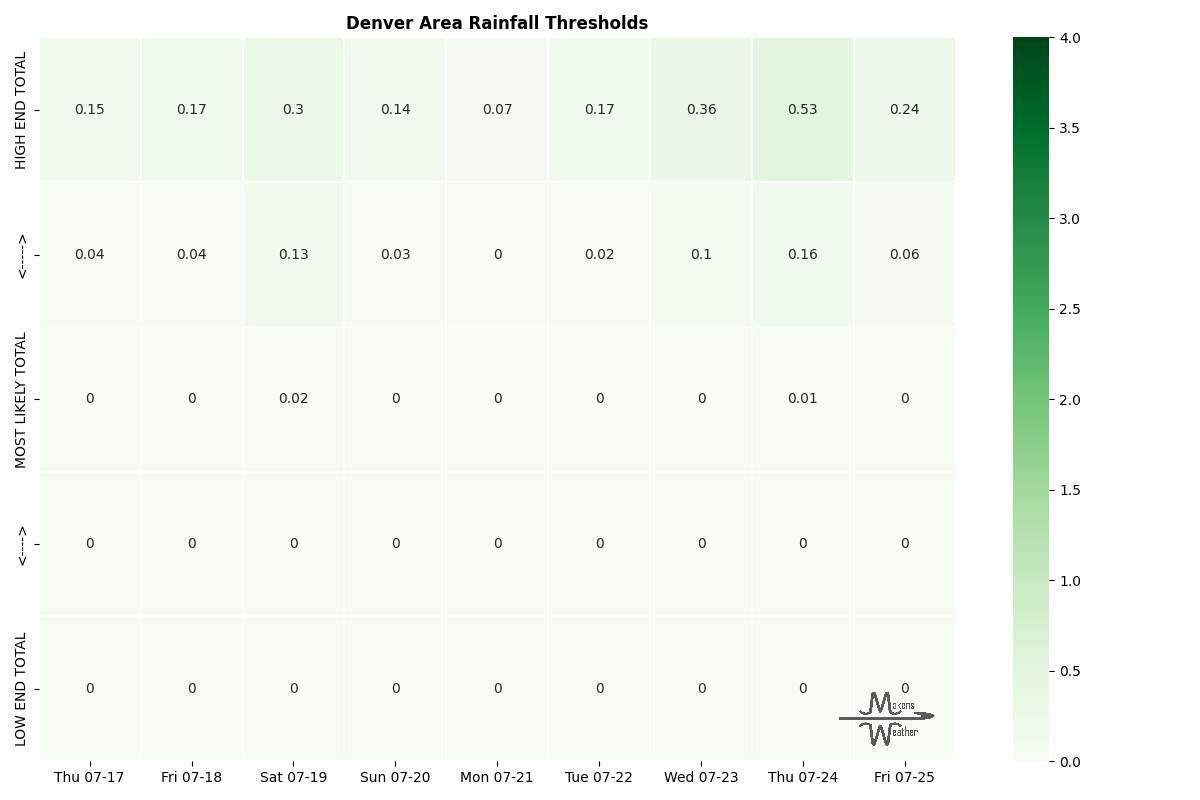 Denver Area Rainfall Thresholds
HIGH END TOTAL
0.15 0.17 0.3 0.14 0.07 0.17 0.36 0.53 0.24
<----->
0.04 0.04 0.13 0.03 0 0.02 0.1 0.16 0.06
MOST LIKELY TOTAL
0 0 0.02 0 0 0 0 0.01 0
<---->
0 0 0 0 0 0 0 0 0
LOW END TOTAL
0 0 0 0 0 0 0 0 0
Makens
Weather
Thu 07-17 Fri 07-18 Sat 07-19 Sun 07-20 Mon 07-21 Tue 07-22 Wed 07-23 Thu 07-24 Fri 07-25
4.0
3.5
3.0
2.5
2.0
1.5
1.0
0.5
0.0